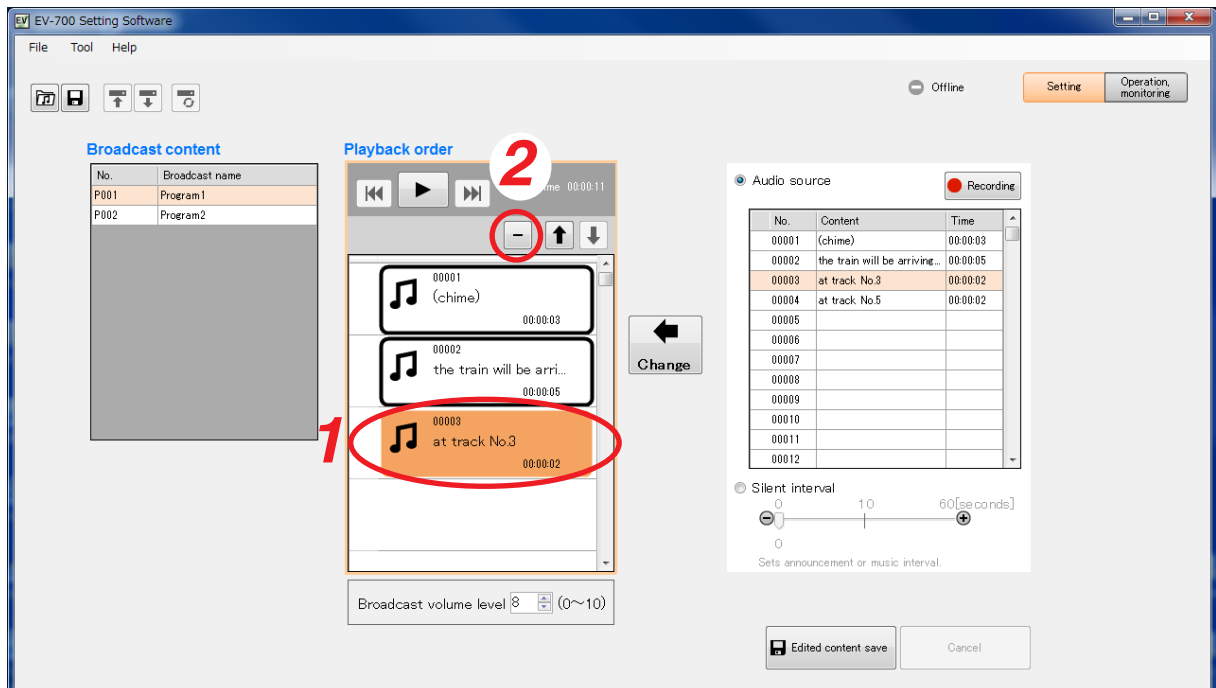 EV-700 Setting Software
File Tool Help
Offline
Setting
Operation, monitoring
Broadcast content
No. Broadcast name
P001 Program1
P002 Program2
Playback order
2
00:00:11
−
00001
(chime)
00:00:03
00002
the train will be arri...
00:00:05
1
00003
at track No.3
00:00:02
Broadcast volume level 8 (0～10)
Change
Audio source
Recording
No. Content Time
00001 (chime) 00:00:03
00002 the train will be arriving... 00:00:05
00003 at track No.3 00:00:02
00004 at track No.5 00:00:02
00005
00006
00007
00008
00009
00010
00011
00012
Silent interval
0 10 60[seconds]
0
Sets announcement or music interval.
Edited content save
Cancel